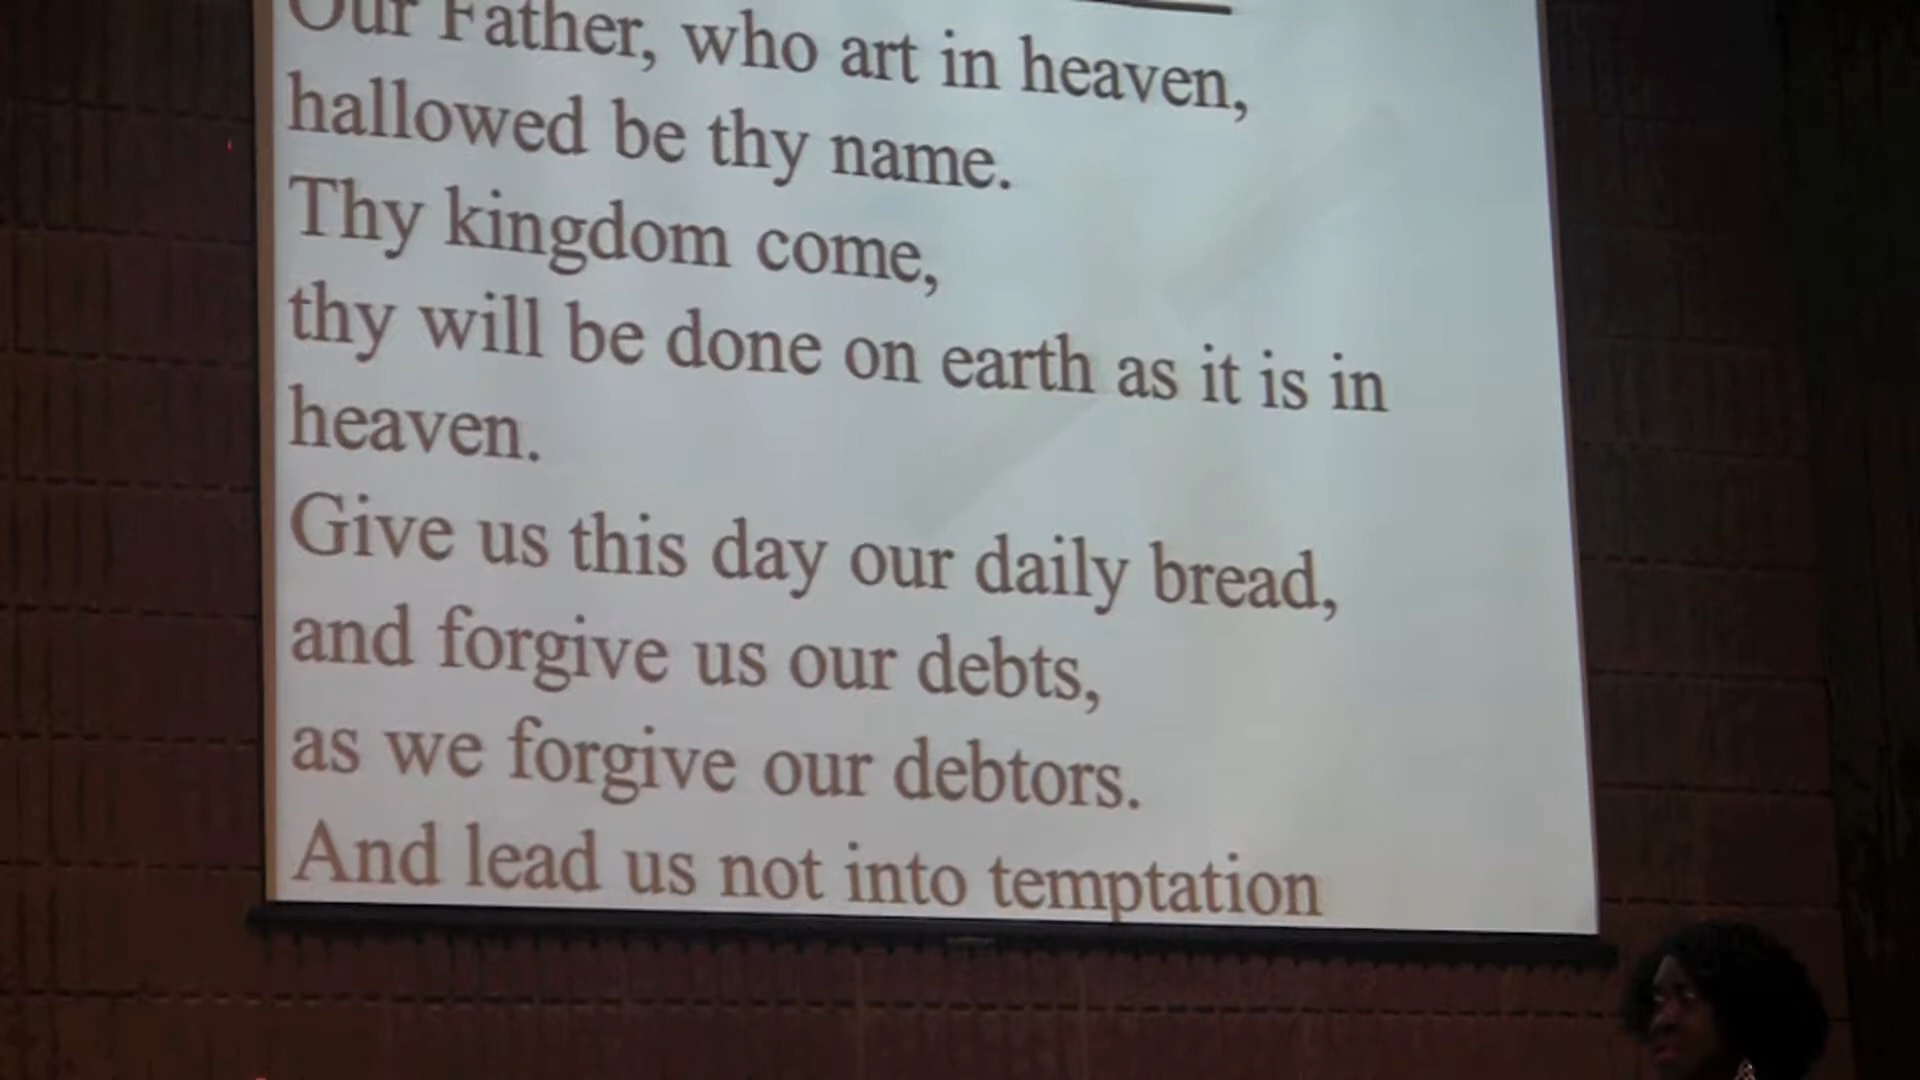 Our Father, who art in heaven,
hallowed be thy name.
Thy kingdom come,
thy will be done on earth as it is in
heaven.
Give us this day our daily bread,
and forgive us our debts,
as we forgive our debtors.
And lead us not into temptation